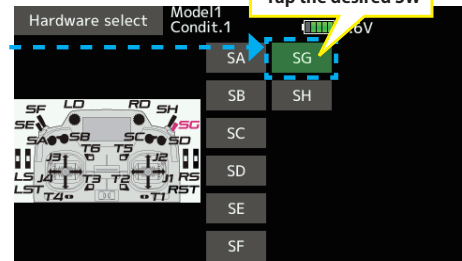 Tap the desired SW
Hardware select
Model1
Condit.1
6V
SA
SG
SB
SH
SC
SD
SE
SF
SF LD RD SH
SE SG
SA SB SC SD
T6 T5
J3 J2
LS J4 T3 T2 J1 RS
LST RST
T4 T1